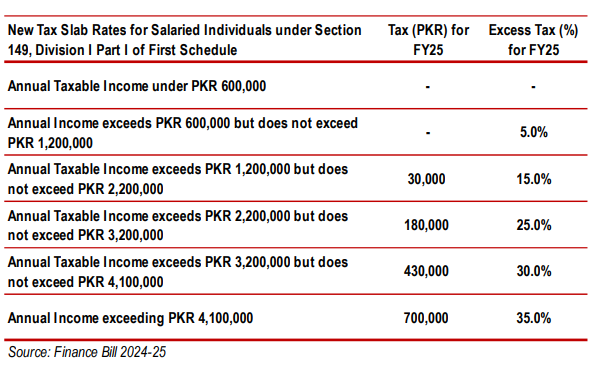 New Tax Slab Rates for Salaried Individuals under Section Tax (PKR) for Excess Tax (%)
149, Division I Part I of First Schedule FY25 for FY25
Annual Taxable Income under PKR 600,000 - -
Annual Income exceeds PKR 600,000 but does not exceed
PKR 1,200,000 - 5.0%
Annual Taxable Income exceeds PKR 1,200,000 but does
not exceed PKR 2,200,000 30,000 15.0%
Annual Taxable Income exceeds PKR 2,200,000 but does
not exceed PKR 3,200,000 180,000 25.0%
Annual Taxable Income exceeds PKR 3,200,000 but does
not exceed PKR 4,100,000 430,000 30.0%
Annual Income exceeding PKR 4,100,000 700,000 35.0%
Source: Finance Bill 2024-25